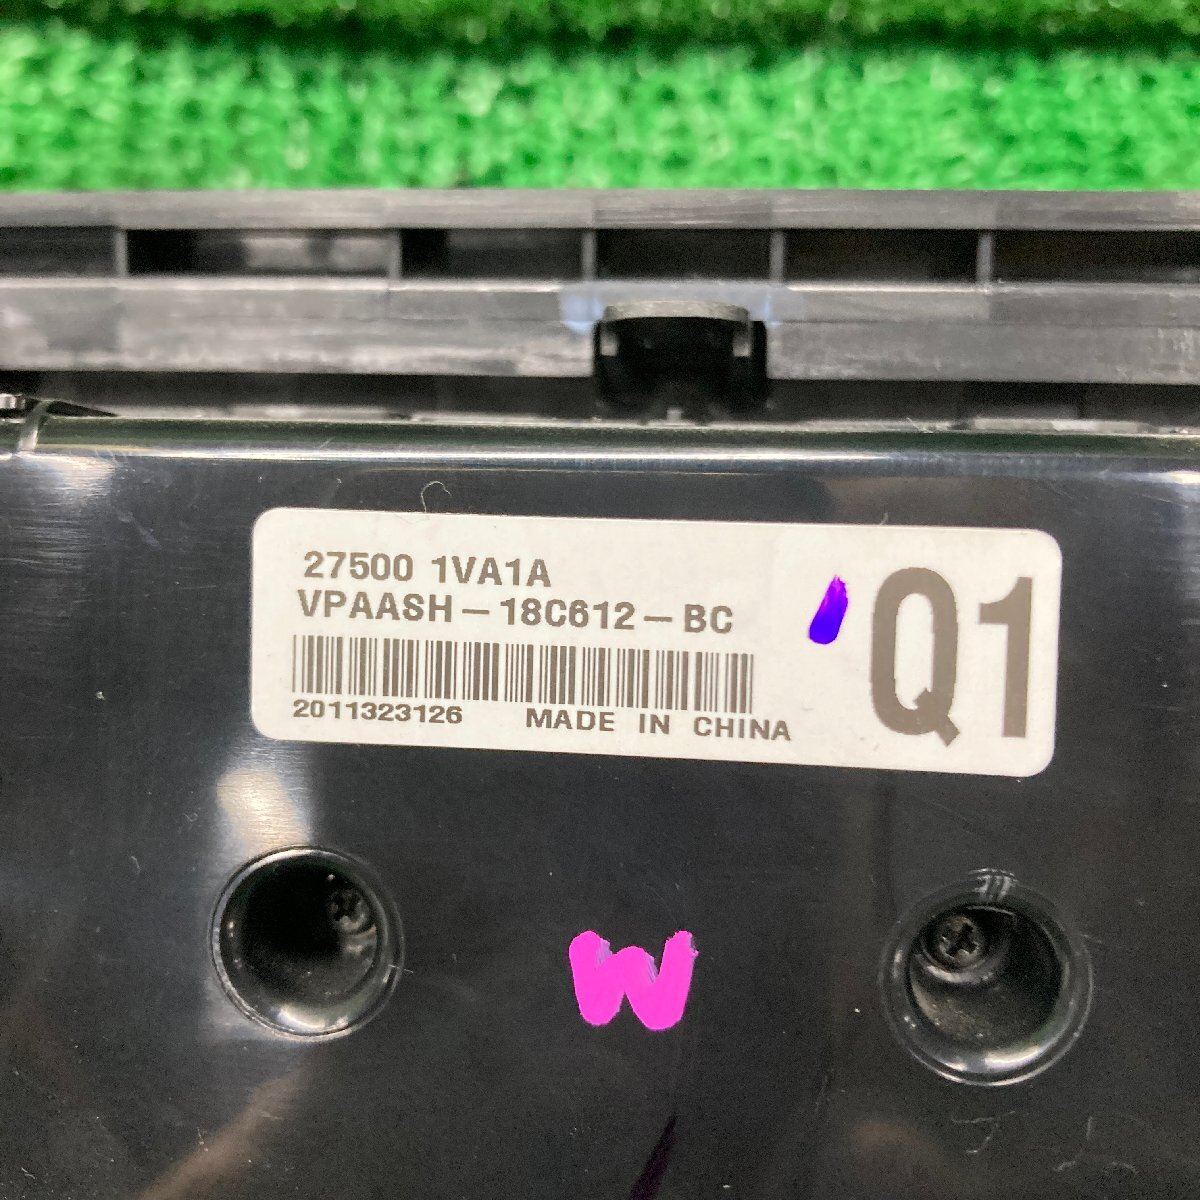 27500 1VA1A
VPAASH-18C612-BC
2011323126 MADE IN CHINA
Q1
W